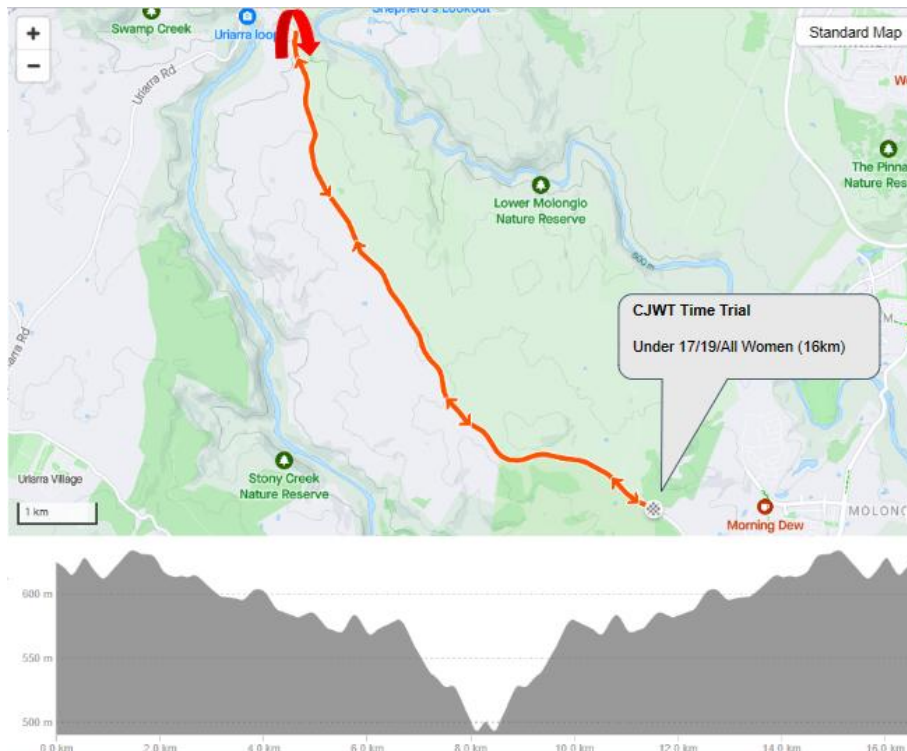 Swamp Creek
Shepherd's Lookout
Uriarra loop
+
−
Standard Map
Uriarra Rd
The Pinna
Nature Res
Lower Molonglo
Nature Reserve
600 m
CJWT Time Trial
Under 17/19/All Women (16km)
arra Rd
Uriarra Village
Stony Creek
Nature Reserve
1 km
Morning Dew
MOLONG
600 m
550 m
500 m
0.0 km
2.0 km
4.0 km
6.0 km
8.0 km
10.0 km
12.0 km
14.0 km
16.0 km